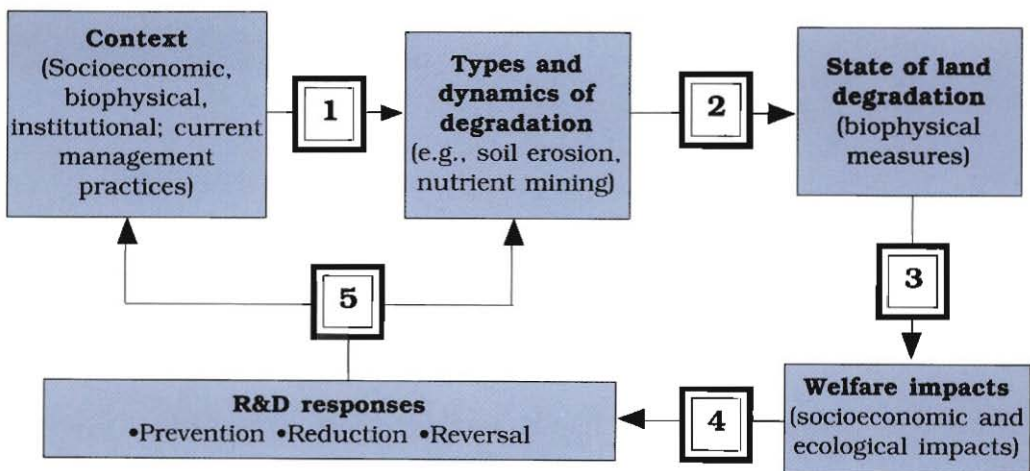 Context
(Socioeconomic,
biophysical,
institutional; current
management
practices)
1
Types and
dynamics of
degradation
(e.g., soil erosion,
nutrient mining)
2
State of land
degradation
(biophysical
measures)
3
5
Welfare impacts
(socioeconomic and
ecological impacts)
4
R&D responses
•Prevention •Reduction •Reversal